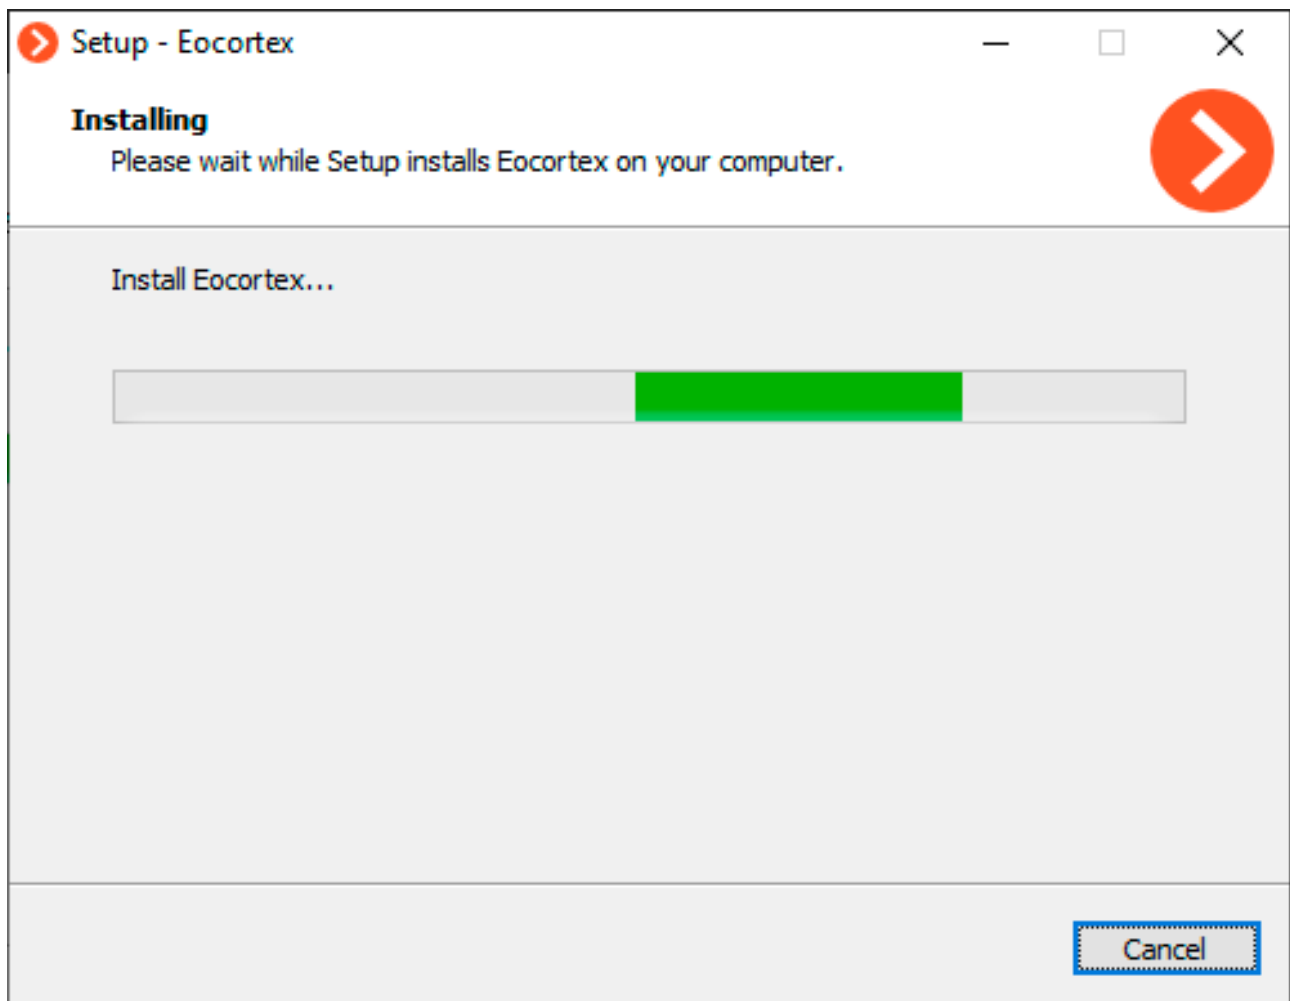 Setup - Eocortex
Installing
Please wait while Setup installs Eocortex on your computer.
Install Eocortex...
Cancel